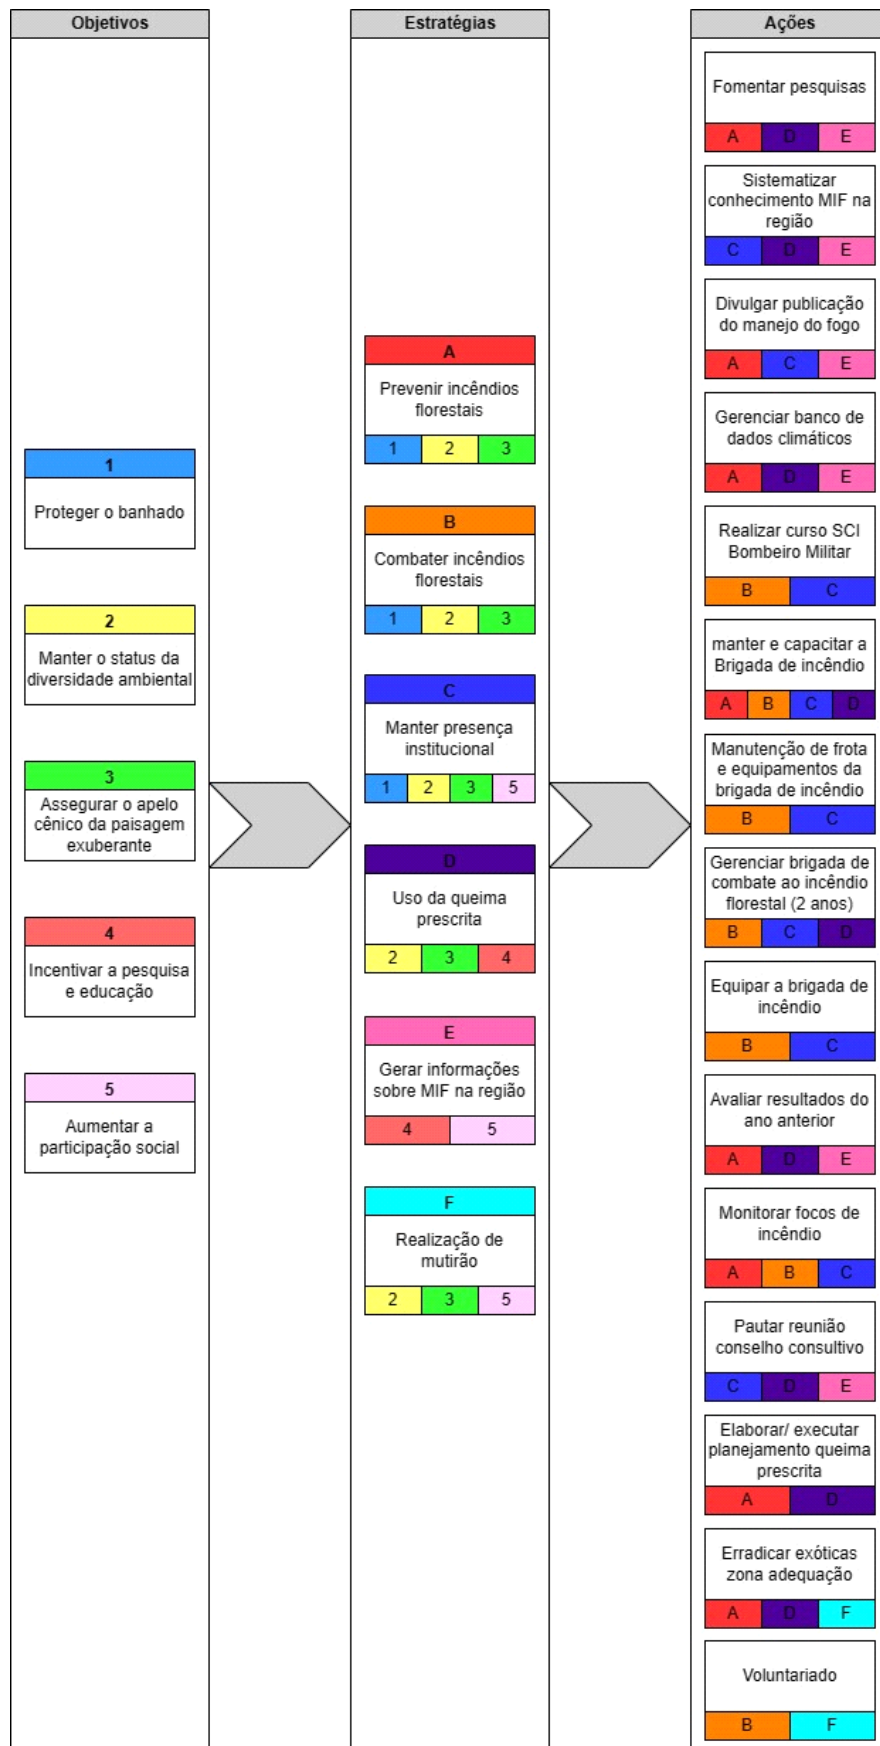 Objetivos
1
Proteger o banhado
2
Manter o status da
diversidade ambiental
3
Assegurar o apelo
cênico da paisagem
exuberante
4
Incentivar a pesquisa
e educação
5
Aumentar a
participação social
Estratégias
A
Prevenir incêndios
florestais
1 2 3
B
Combater incêndios
florestais
1 2 3
C
Manter presença
institucional
1 2 3 5
D
Uso da queima
prescrita
2 3 4
E
Gerar informações
sobre MIF na região
4 5
F
Realização de
mutirão
2 3 5
Ações
Fomentar pesquisas
A D E
Sistematizar
conhecimento MIF na
região
C D E
Divulgar publicação
do manejo do fogo
A C E
Gerenciar banco de
dados climáticos
A D E
Realizar curso SCI
Bombeiro Militar
B C
manter e capacitar a
Brigada de incêndio
A B C D
Manutenção de frota
e equipamentos da
brigada de incêndio
B C
Gerenciar brigada de
combate ao incêndio
florestal (2 anos)
B C D
Equipar a brigada de
incêndio
B C
Avaliar resultados do
ano anterior
A D E
Monitorar focos de
incêndio
A B C
Pautar reunião
conselho consultivo
C D E
Elaborar/ executar
planejamento queima
prescrita
A D
Erradicar exóticas
zona adequação
A D F
Voluntariado
B F